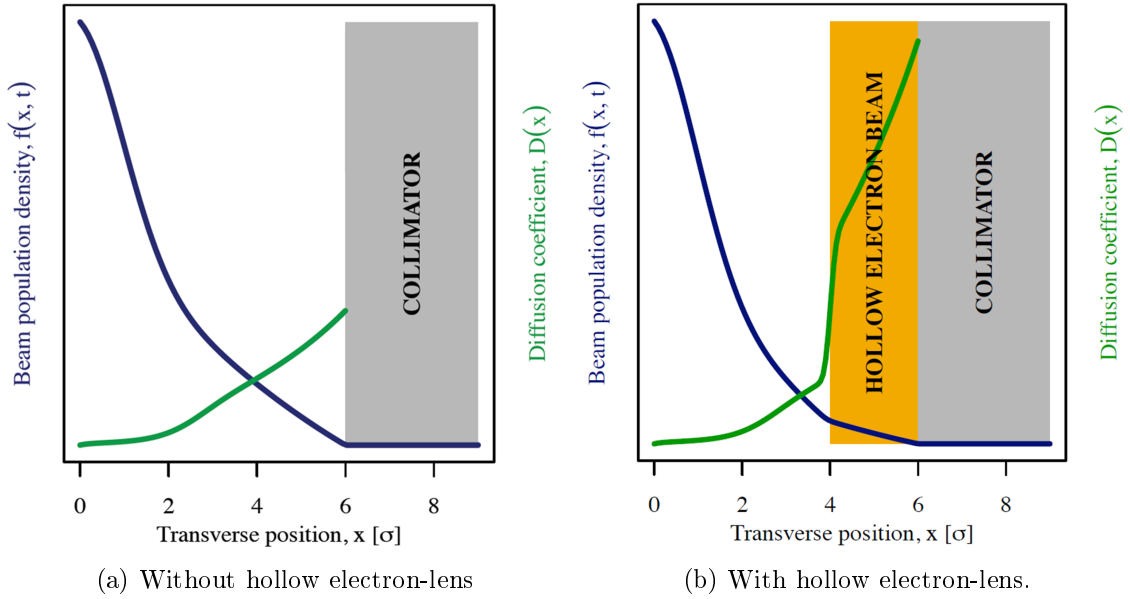 Beam population density, f(x, t)
COLLIMATOR
Diffusion coefficient, D(x)
0 2 4 6 8
Transverse position, x [σ]
(a) Without hollow electron-lens
Beam population density, f(x, t)
HOLLOW ELECTRON BEAM
COLLIMATOR
Diffusion coefficient, D(x)
0 2 4 6 8
Transverse position, x [σ]
(b) With hollow electron-lens.